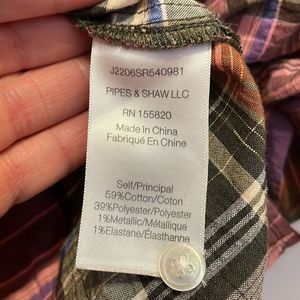 J2206SR540981
PIPES & SHAW LLC
RN 155820
Made In China
Fabriqué En Chine
Self/Principal
59%Cotton/Coton
39%Polyester/Polyester
1%Metallic/Métallique
1%Elastane/Élasthanne